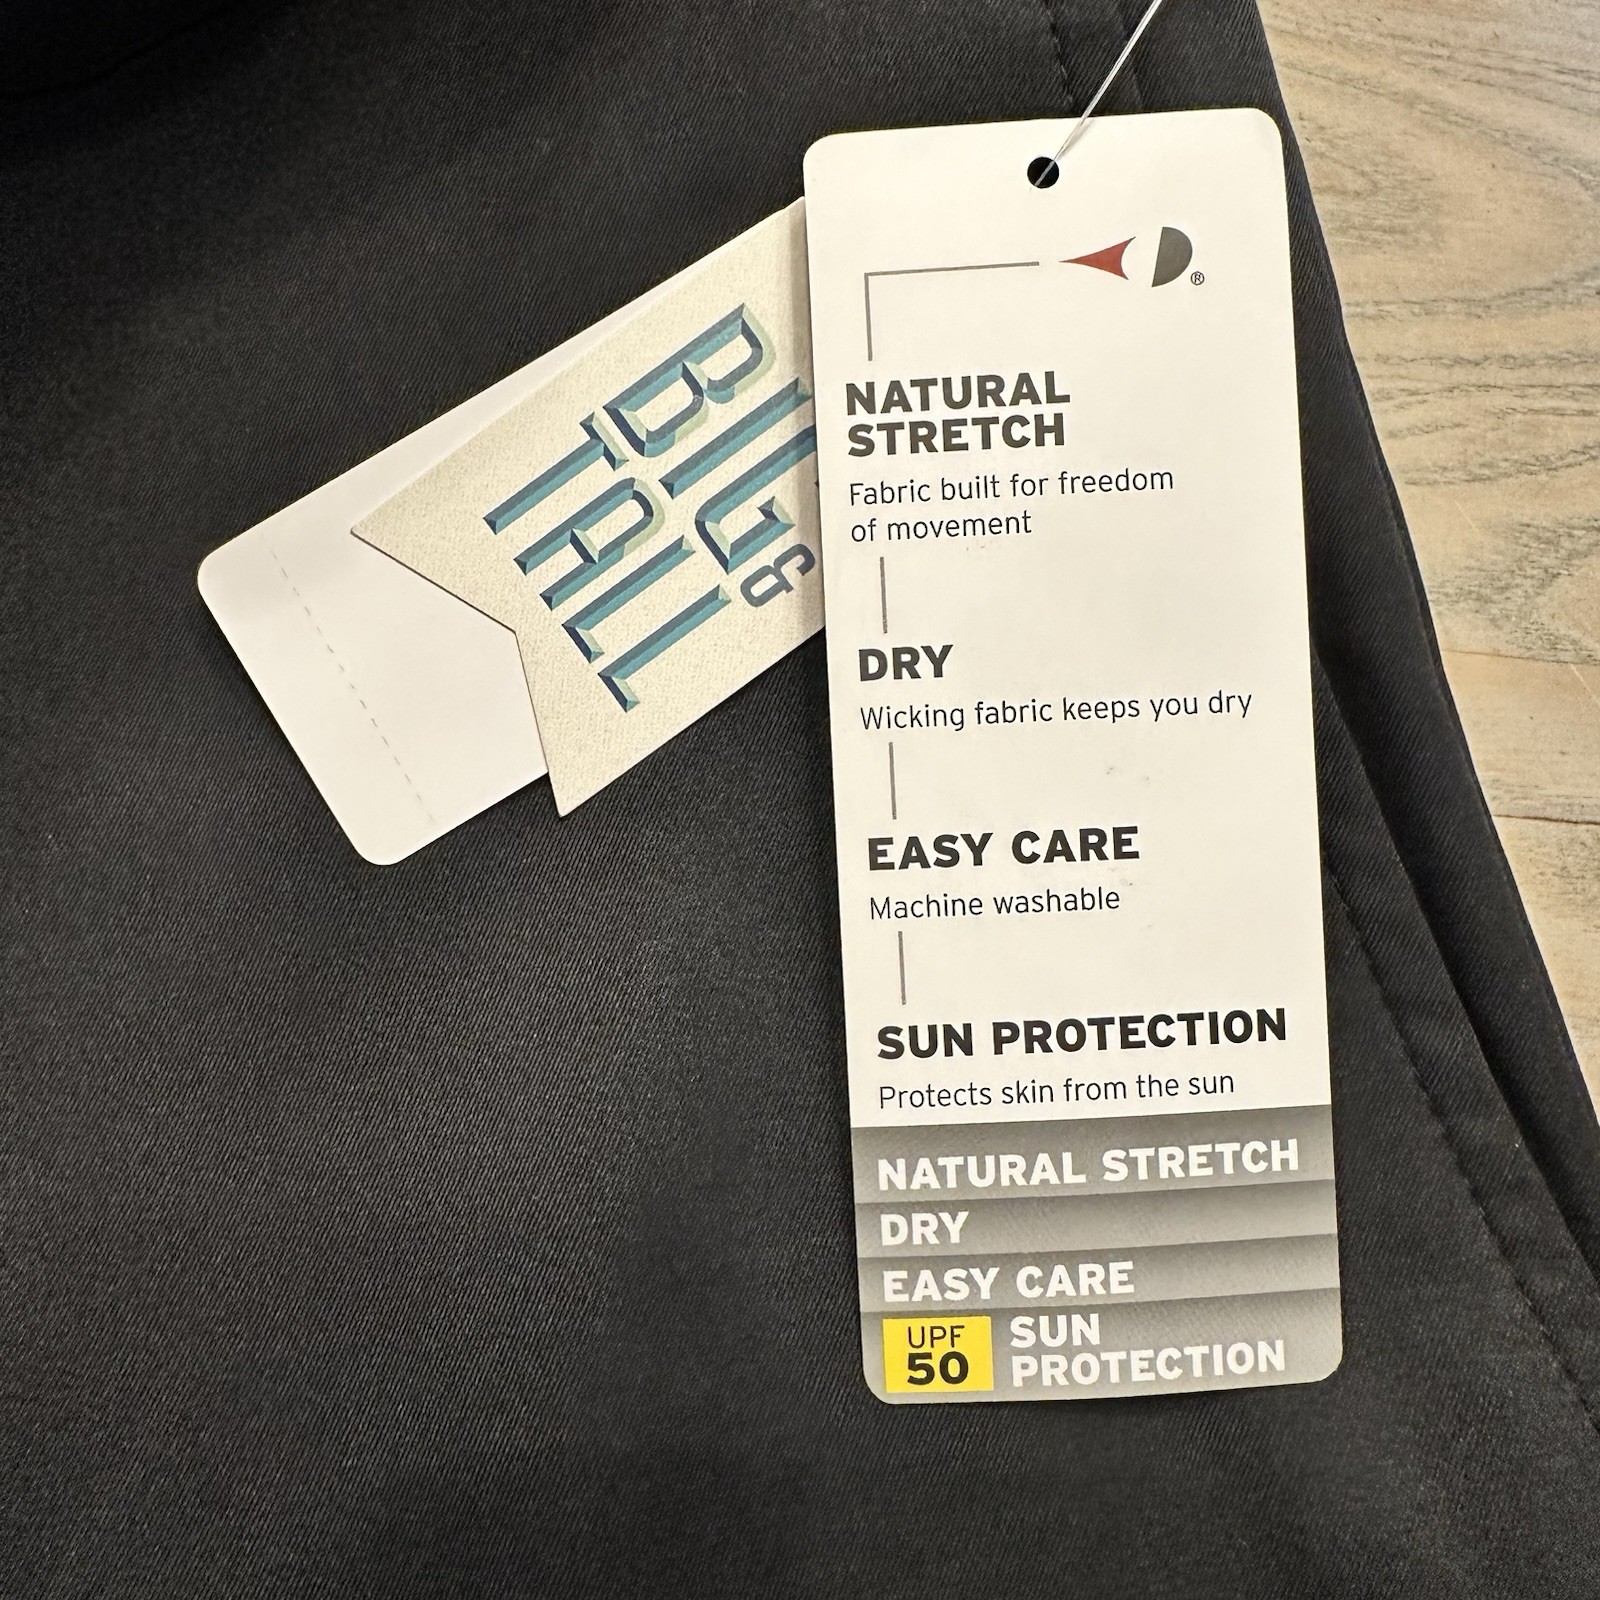 BIG &
TALL
®
NATURAL
STRETCH
Fabric built for freedom
of movement
DRY
Wicking fabric keeps you dry
EASY CARE
Machine washable
SUN PROTECTION
Protects skin from the sun
NATURAL STRETCH
DRY
EASY CARE
UPF
50
SUN
PROTECTION